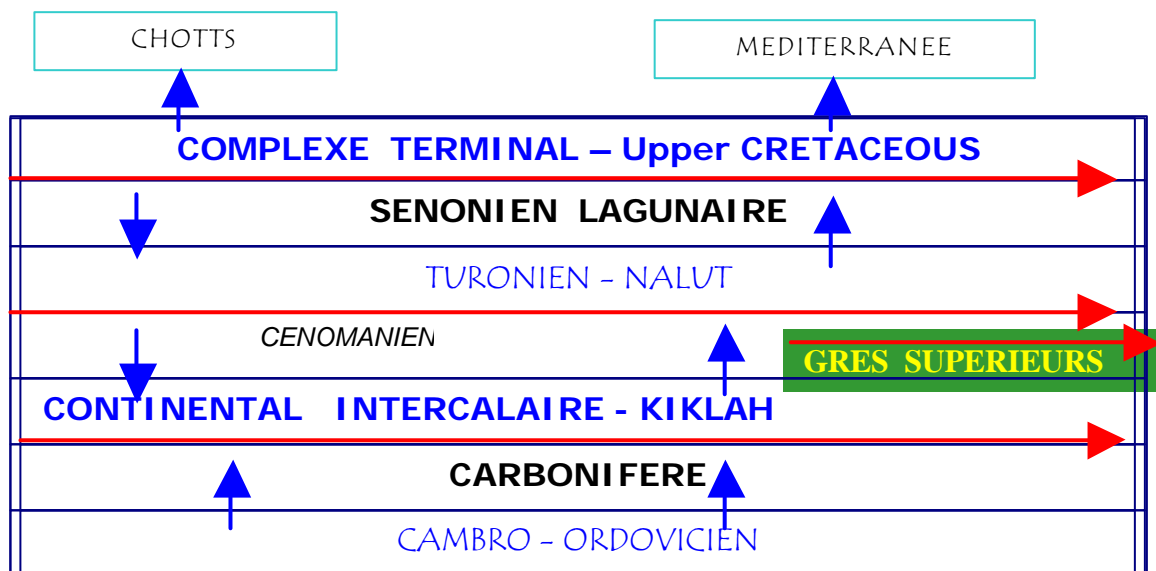 CHOTTS
MEDITERRANEE
COMPLEXE TERMINAL – Upper CRETACEOUS
SENONIEN LAGUNAIRE
TURONIEN - NALUT
CENOMANIEN
GRES SUPERIEURS
CONTINENTAL INTERCALAIRE - KIKLAH
CARBONIFERE
CAMBRO - ORDOVICIEN